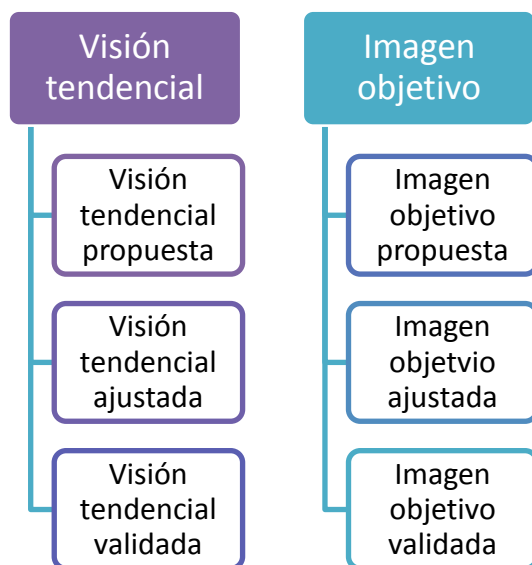 Visión
tendencial
Visión
tendencial
propuesta
Visión
tendencial
ajustada
Visión
tendencial
validada
Imagen
objetivo
Imagen
objetivo
propuesta
Imagen
objetvio
ajustada
Imagen
objetivo
validada